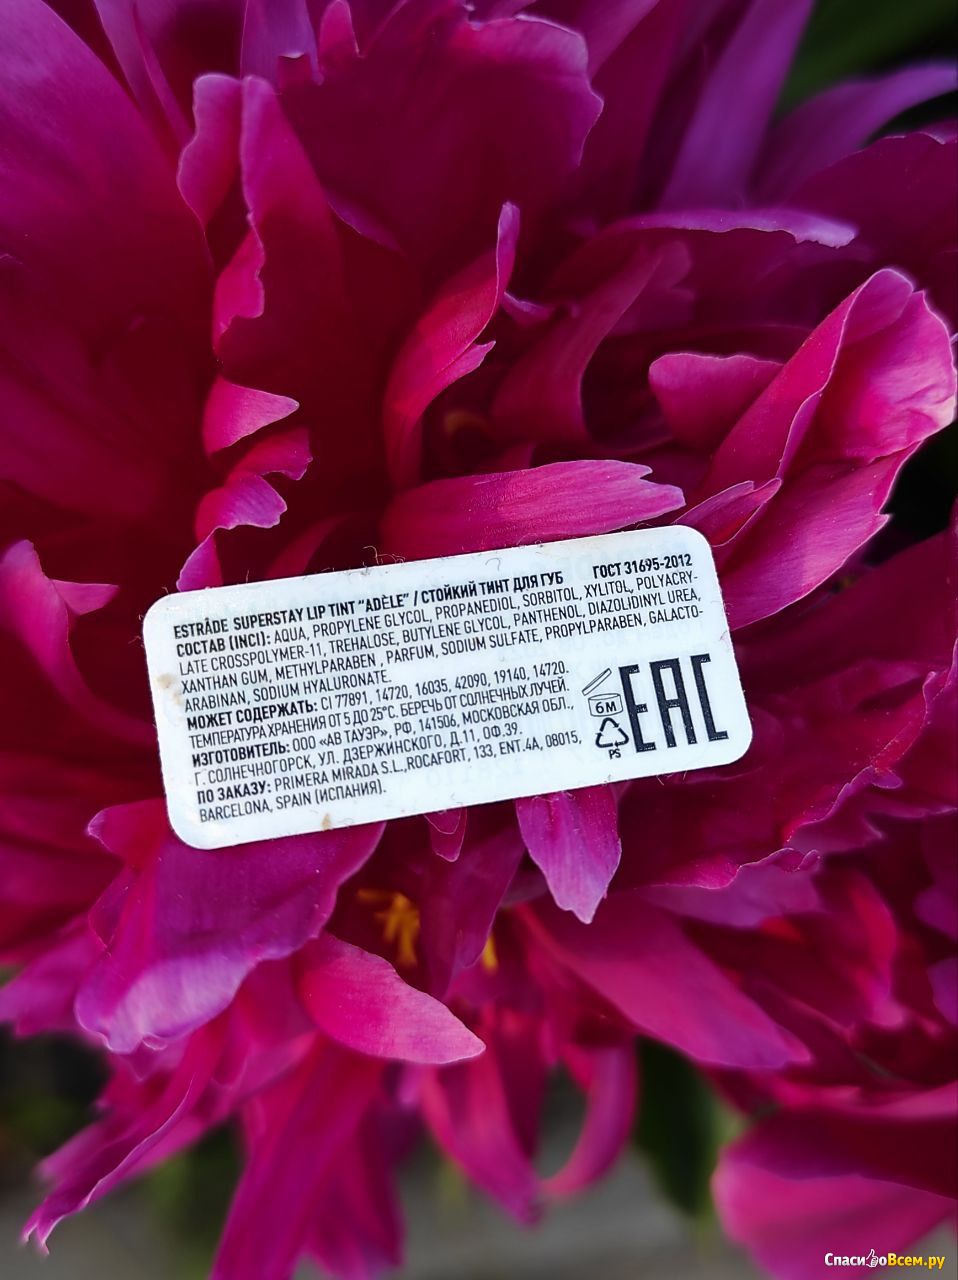 ESTRÂDE SUPERSTAY LIP TINT "ADÈLE" / СТОЙКИЙ ТИНТ ДЛЯ ГУБ ГОСТ 31695-2012
СОСТАВ (INCI): AQUA, PROPYLENE GLYCOL, PROPANEDIOL, SORBITOL, XYLITOL, POLYACRY-
LATE CROSSPOLYMER-11, TREHALOSE, BUTYLENE GLYCOL, PANTHENOL, DIAZOLIDINYL UREA,
XANTHAN GUM, METHYLPARABEN , PARFUM, SODIUM SULFATE, PROPYLPARABEN, GALACTO-
ARABINAN, SODIUM HYALURONATE.
МОЖЕТ СОДЕРЖАТЬ: CI 77891, 14720, 16035, 42090, 19140, 14720.
ТЕМПЕРАТУРА ХРАНЕНИЯ ОТ 5 ДО 25°С. БЕРЕЧЬ ОТ СОЛНЕЧНЫХ ЛУЧЕЙ.
ИЗГОТОВИТЕЛЬ: ООО «АВ ТАУЭР», РФ, 141506, МОСКОВСКАЯ ОБЛ.,
Г. СОЛНЕЧНОГОРСК, УЛ. ДЗЕРЖИНСКОГО, Д.11, ОФ.39.
ПО ЗАКАЗУ: PRIMERA MIRADA S.L.,ROCAFORT, 133, ENT.4A, 08015,
BARCELONA, SPAIN (ИСПАНИЯ).
6М
PS
EAC
СпасибоВсем.ру